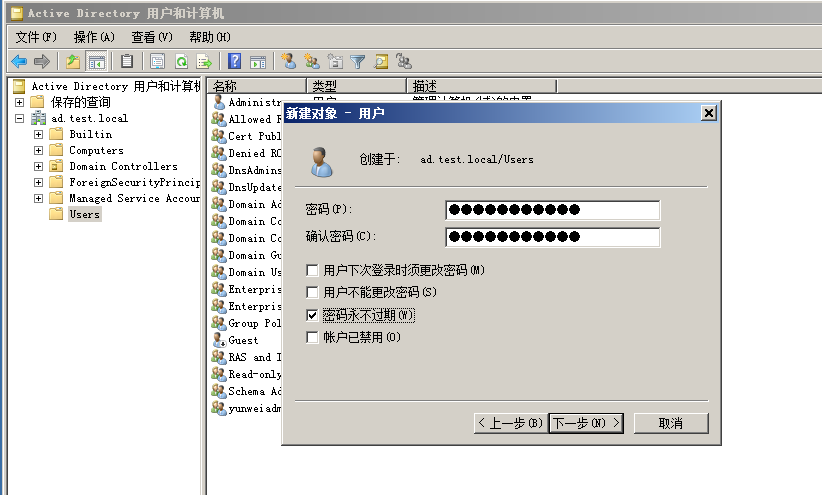 Active Directory 用户和计算机
文件(F) 操作(A) 查看(V) 帮助(H)
Active Directory 用户和计算机
保存的查询
ad.test.local
Builtin
Computers
Domain Controllers
ForeignSecurityPrincip
Managed Service Accoun
Users
名称 类型 描述
Administr
Allowed R
Cert Publ
Denied RO
DnsAdmins
DnsUpdate
Domain Ad
Domain Co
Domain Co
Domain Gu
Domain Us
Enterpris
Enterpris
Group Pol
Guest
RAS and I
Read-only
Schema Ad
yunweiadm
新建对象 - 用户
创建于: ad.test.local/Users
密码(P):
确认密码(C):
用户下次登录时须更改密码(M)
用户不能更改密码(S)
密码永不过期(W)
帐户已禁用(O)
< 上一步(B) 下一步(N) > 取消